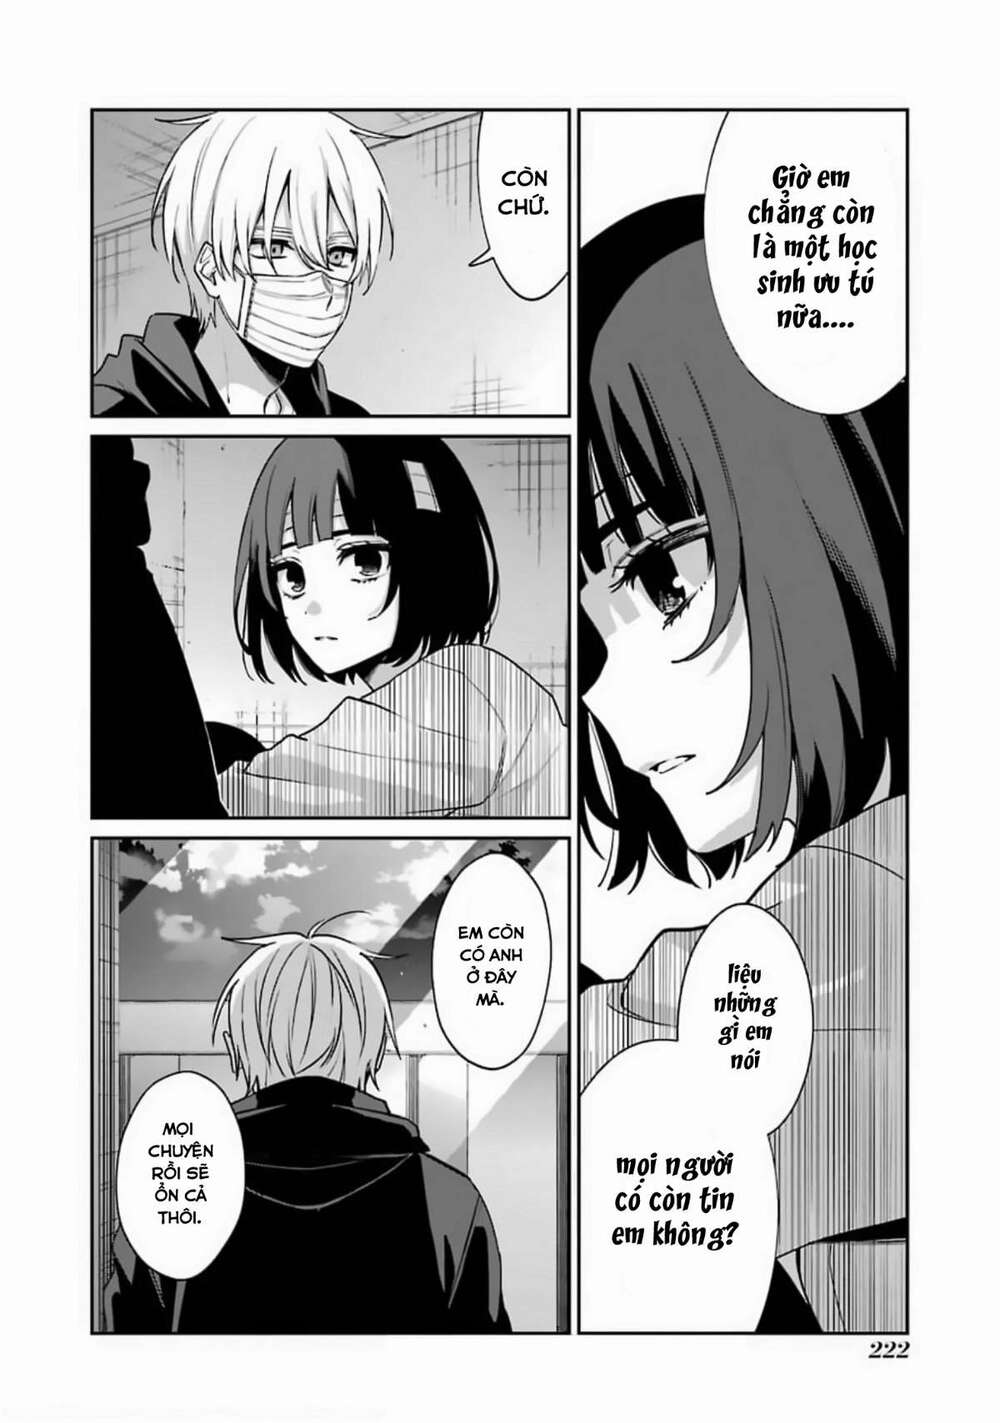 Giờ em
chẳng còn
là một học
sinh ưu tú
nữa....
liệu
những
gì em
nói
mọi người
có còn tin
em không?
CÒN
CHỨ.
EM CÒN
CÓ ANH
Ở ĐÂY
MÀ.
MỌI
CHUYỆN
RỒI SẼ
ỔN CẢ
THÔI.
222